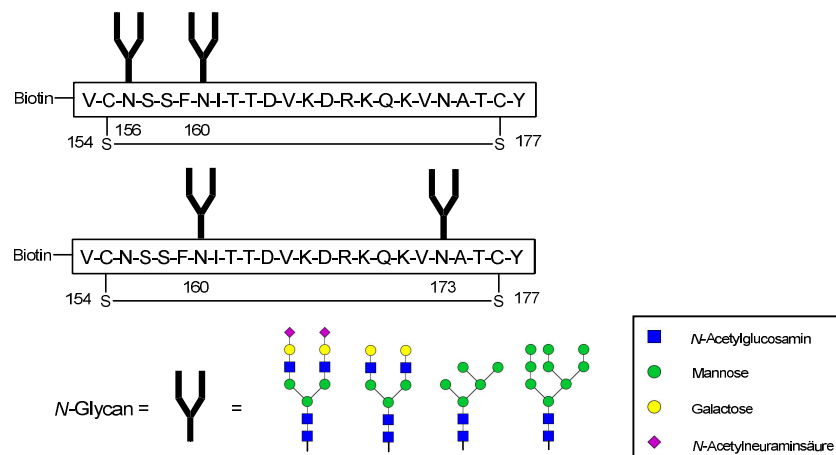 Biotin V-C-N-S-S-F-N-I-T-T-D-V-K-D-R-K-Q-K-V-N-A-T-C-Y
154 S 156 160 S 177
Biotin V-C-N-S-S-F-N-I-T-T-D-V-K-D-R-K-Q-K-V-N-A-T-C-Y
154 S 160 173 S 177
N-Glycan = =
N-Acetylglucosamin
Mannose
Galactose
N-Acetylneuraminsäure